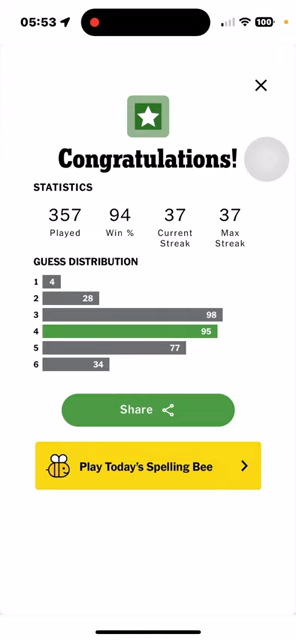 05:53
100
Congratulations!
STATISTICS
357 94 37 37
Played Win % Current Streak Max Streak
GUESS DISTRIBUTION
1 4
2 28
3 98
4 95
5 77
6 34
Share
Play Today's Spelling Bee